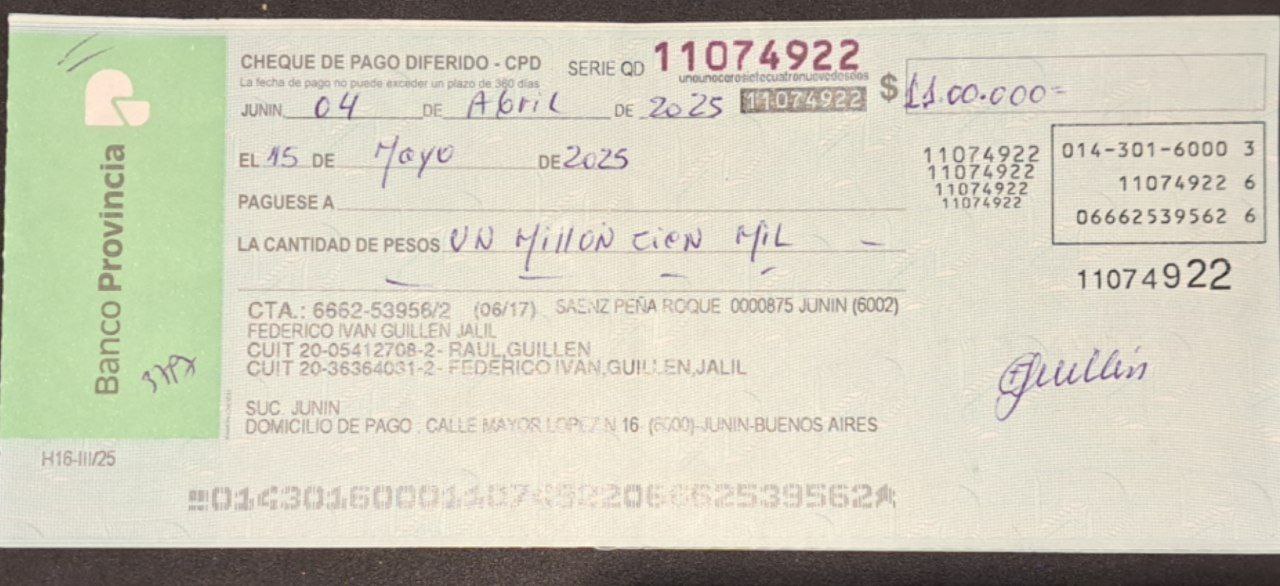 CHEQUE DE PAGO DIFERIDO - CPD SERIE QD 11074922
La fecha de pago no puede exceder un plazo de 360 días unounocerosietecuatronuevedosdos
JUNIN, 04 DE Abril DE 2025 11074922 $ 11.00.000=
EL 15 DE Mayo DE 2025
11074922
11074922
11074922
11074922
014-301-6000 3
11074922 6
06662539562 6
PAGUESE A
LA CANTIDAD DE PESOS UN Millon cien Mil —
11074922
CTA.: 6662-53956/2 (06/17) SAENZ PEÑA ROQUE 0000875 JUNIN (6002)
FEDERICO IVAN GUILLEN JALIL
CUIT 20-05412708-2- RAUL,GUILLEN
CUIT 20-36364031-2- FEDERICO IVAN,GUILLEN,JALIL
Guillén
SUC. JUNIN
DOMICILIO DE PAGO : CALLE MAYOR LOPEZ N 16 (6000)-JUNIN-BUENOS AIRES
Banco Provincia
H16-III/25
01430160001107492206662539562